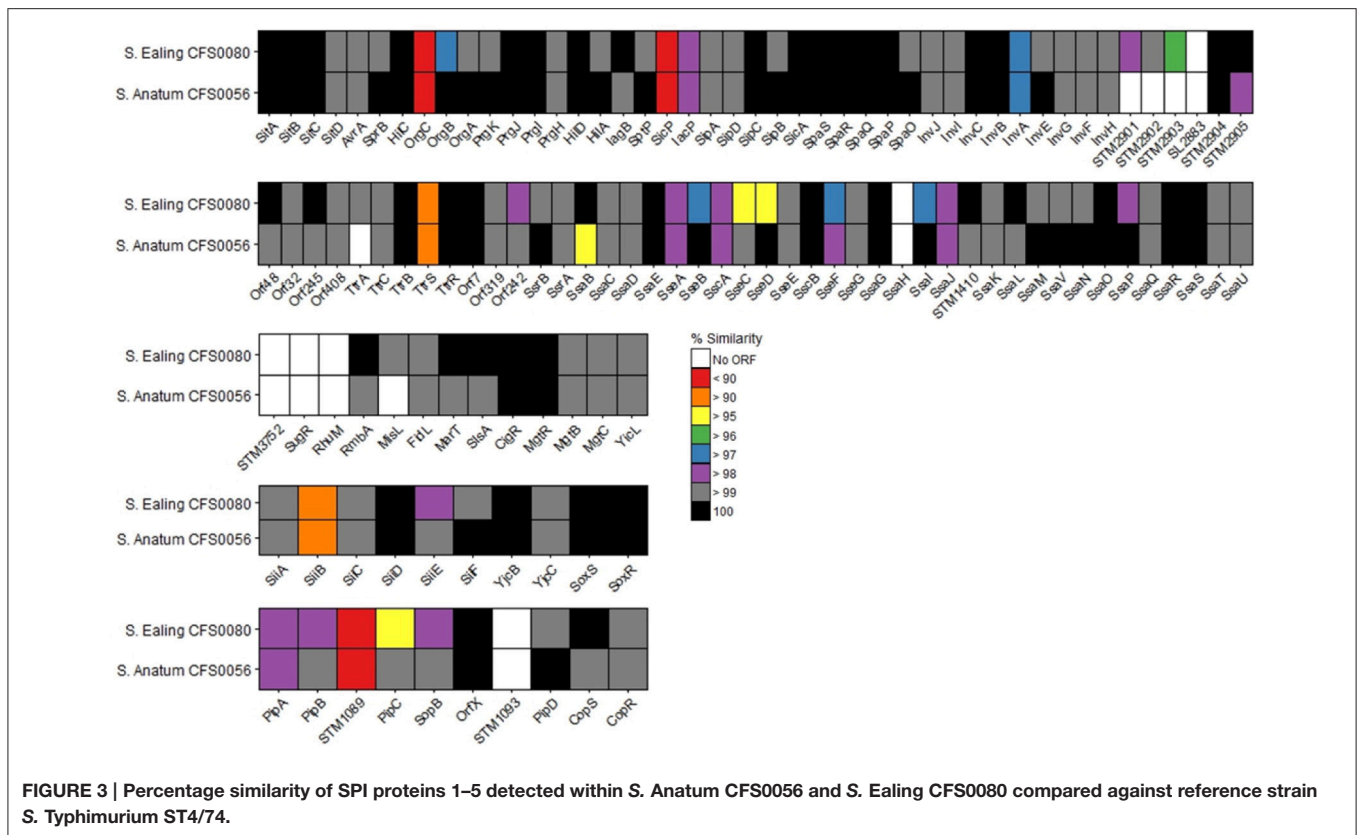 S. Ealing CFS0080
S. Anatum CFS0056
SitA SitB SitC SitD AvrA SprB HilC OrgC OrgB OrgA PrgK PrgJ PrgI PrgH HilD HilA IagB SptP SicP IacP SipA SipD SipC SipB SicA SpaS SpaR SpaQ SpaP SpaO InvJ InvI InvC InvB InvA InvE InvG InvF InvH STM2901 STM2902 STM2903 SL2883 STM2904 STM2905
S. Ealing CFS0080
S. Anatum CFS0056
Orf48 Orf32 Orf245 Orf408 TtrA TtrC TtrB TtrS TtrR Orf7 Orf319 Orf242 SsrB SsrA SsaB SsaC SsaD SsaE SseA SseB SscA SseC SseD SseE SscB SseF SseG SsaG SsaH SsaI SsaJ STM1410 SsaK SsaL SsaM SsaV SsaN SsaO SsaP SsaQ SsaR SsaS SsaT SsaU
S. Ealing CFS0080
S. Anatum CFS0056
STM3752 SugR RhuM RmbA MisL FidL MarT SlsA CigR MgtR MgtB MgtC YicL
% Similarity
No ORF
< 90
> 90
> 95
> 96
> 97
> 98
> 99
100
S. Ealing CFS0080
S. Anatum CFS0056
SiiA SiiB SiiC SiiD SiiE SiiF YjcB YjcC SoxS SoxR
S. Ealing CFS0080
S. Anatum CFS0056
PipA PipB STM1089 PipC SopB OrfX STM1093 PipD CopS CopR
FIGURE 3 | Percentage similarity of SPI proteins 1–5 detected within S. Anatum CFS0056 and S. Ealing CFS0080 compared against reference strain
S. Typhimurium ST4/74.